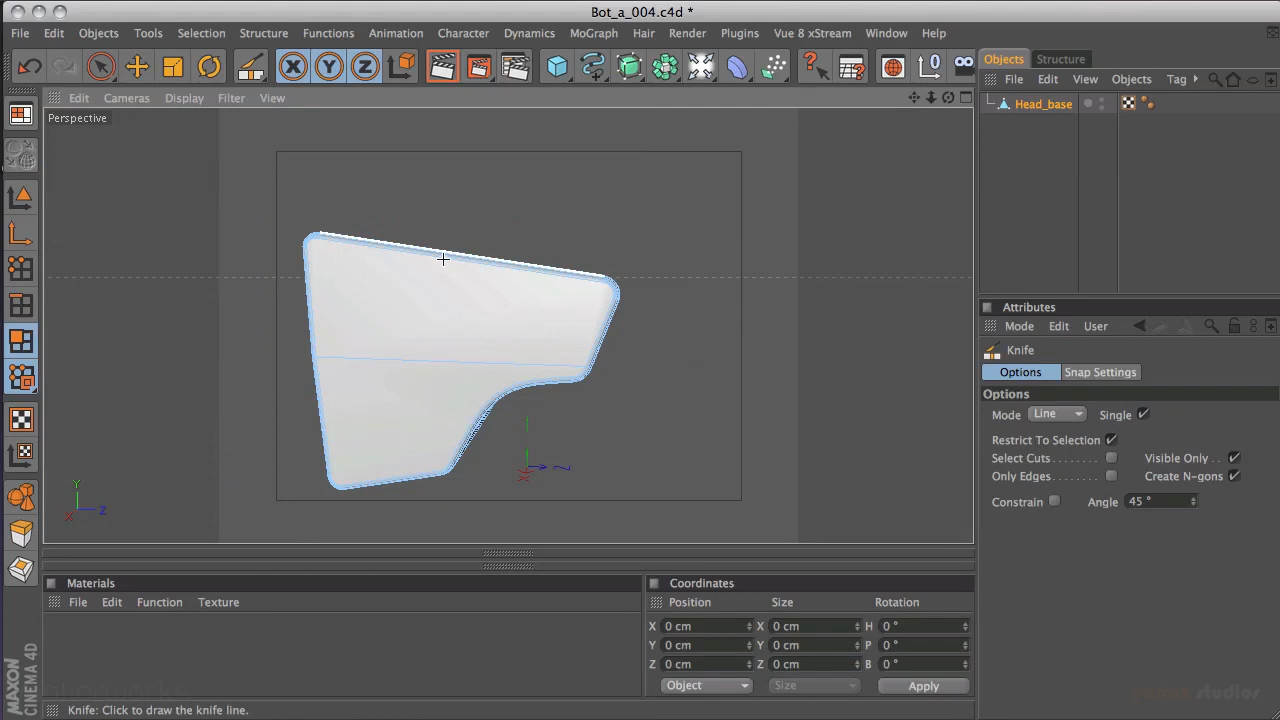 Bot_a_004.c4d *
File Edit Objects Tools Selection Structure Functions Animation Character Dynamics MoGraph Hair Render Plugins Vue 8 xStream Window Help
Objects Structure
File Edit View Objects Tag
Edit Cameras Display Filter View
Perspective
Head_base
Attributes
Mode Edit User
Knife
Options Snap Settings
Options
Mode Line Single
Restrict To Selection
Select Cuts Visible Only
Only Edges Create N-gons
Constrain Angle 45 °
Y
X Z
Materials
File Edit Function Texture
Coordinates
Position Size Rotation
X 0 cm X 0 cm H 0 °
Y 0 cm Y 0 cm P 0 °
Z 0 cm Z 0 cm B 0 °
Object Size Apply
MAXON
CINEMA 4D
Knife: Click to draw the knife line.